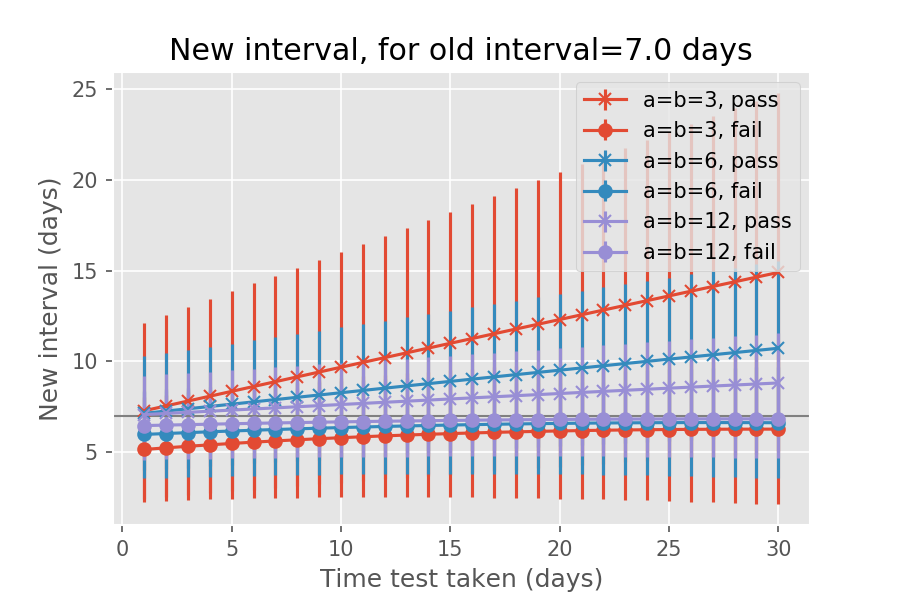 New interval, for old interval=7.0 days
25
20
15
10
5
New interval (days)
a=b=3, pass
a=b=3, fail
a=b=6, pass
a=b=6, fail
a=b=12, pass
a=b=12, fail
0 5 10 15 20 25 30
Time test taken (days)